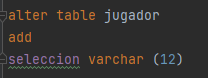 alter table jugador
add
seleccion varchar (12)